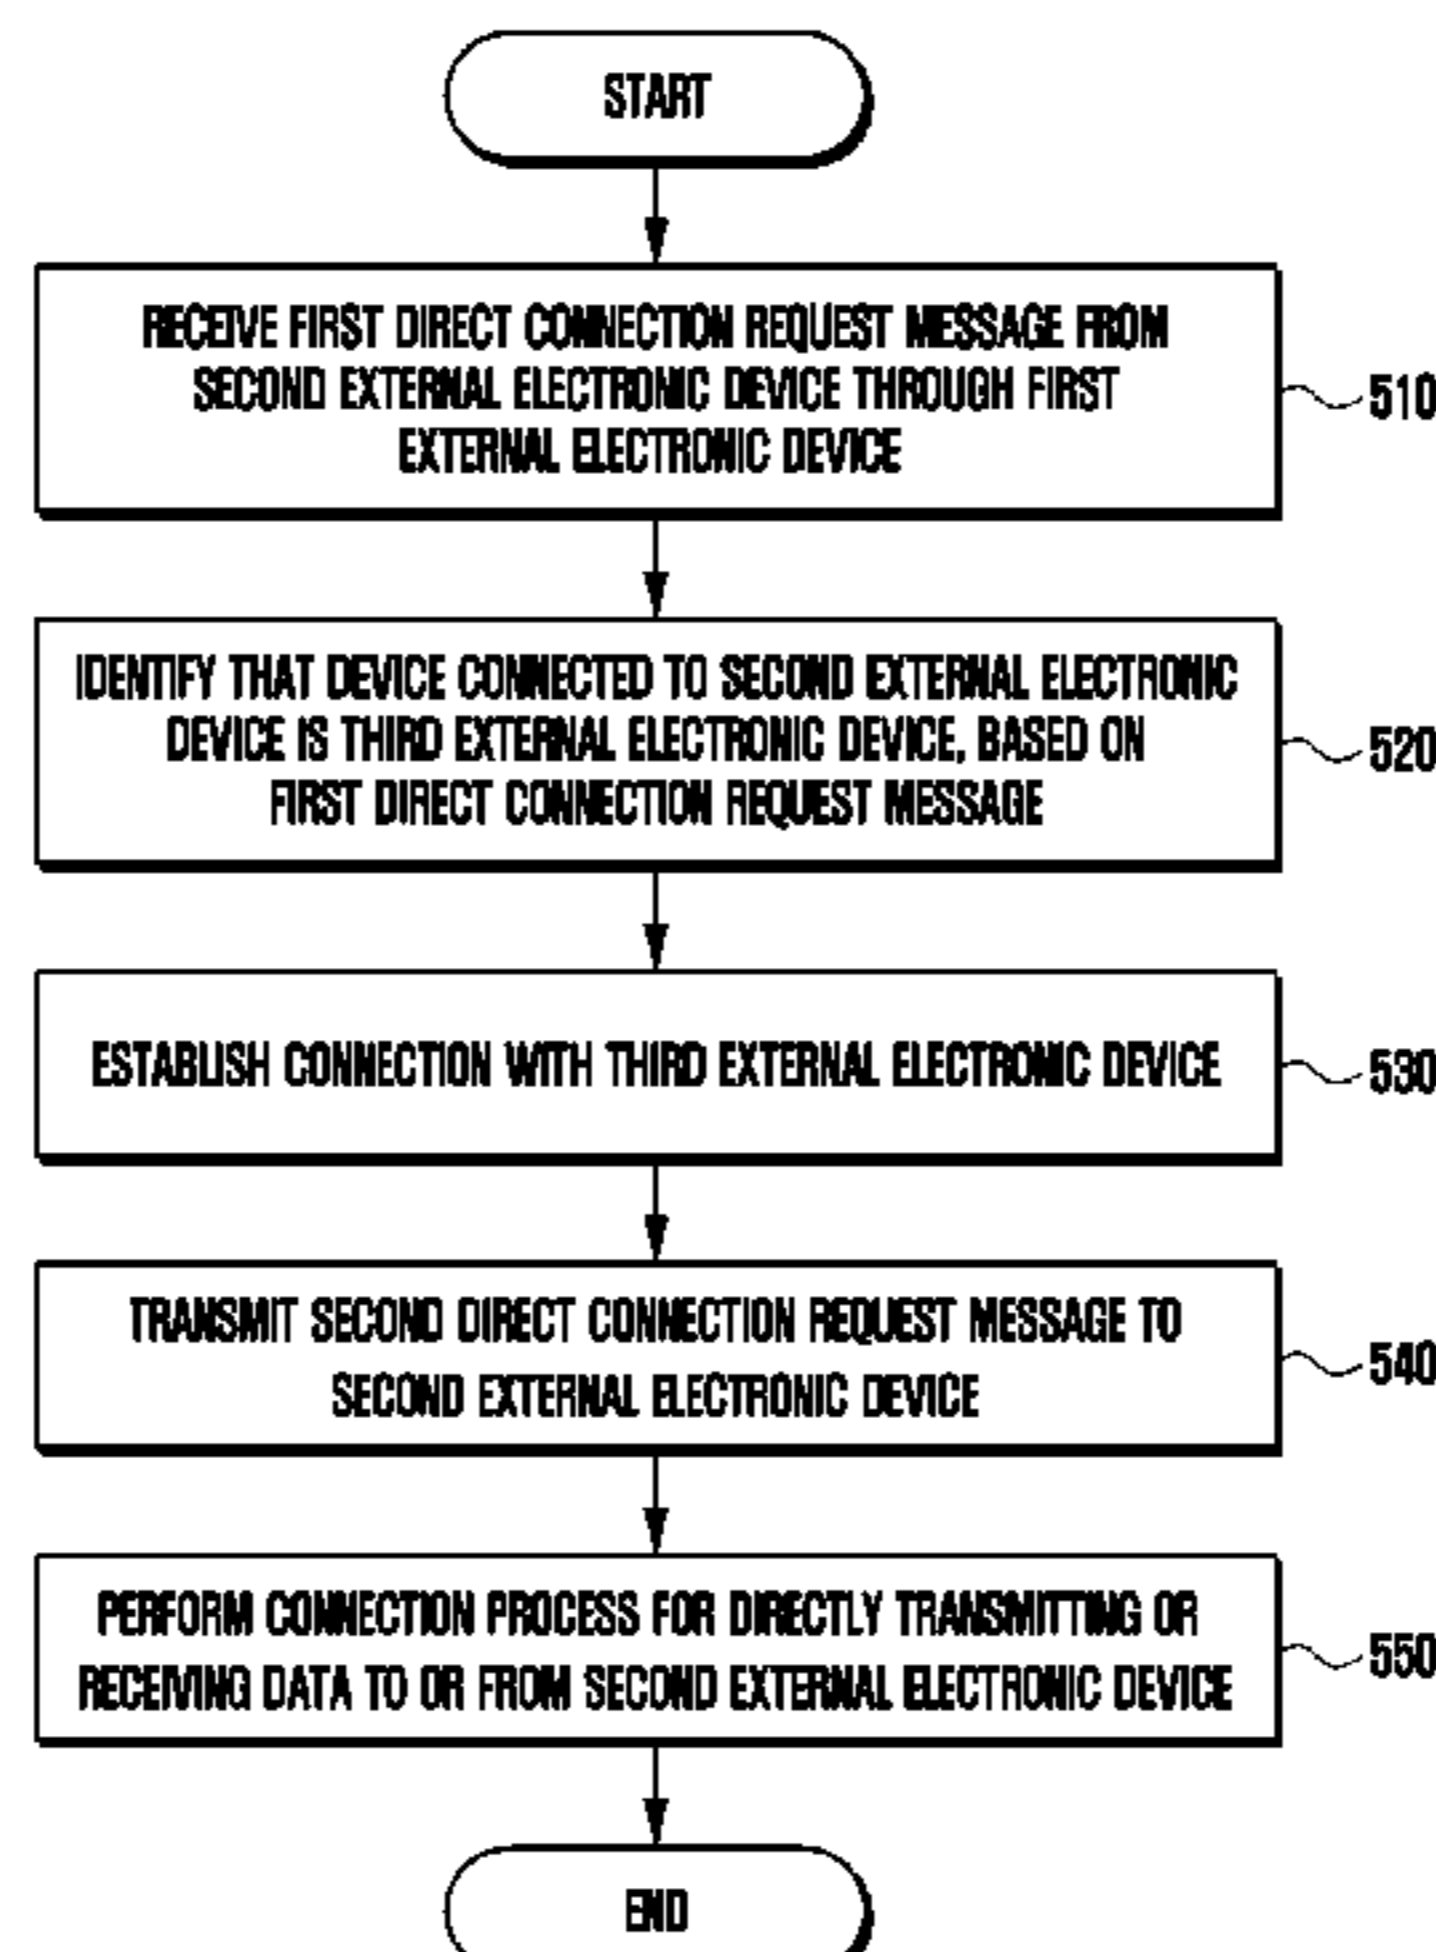 START
RECEIVE FIRST DIRECT CONNECTION REQUEST MESSAGE FROM
SECOND EXTERNAL ELECTRONIC DEVICE THROUGH FIRST
EXTERNAL ELECTRONIC DEVICE
510
IDENTIFY THAT DEVICE CONNECTED TO SECOND EXTERNAL ELECTRONIC
DEVICE IS THIRD EXTERNAL ELECTRONIC DEVICE, BASED ON
FIRST DIRECT CONNECTION REQUEST MESSAGE
520
ESTABLISH CONNECTION WITH THIRD EXTERNAL ELECTRONIC DEVICE
530
TRANSMIT SECOND DIRECT CONNECTION REQUEST MESSAGE TO
SECOND EXTERNAL ELECTRONIC DEVICE
540
PERFORM CONNECTION PROCESS FOR DIRECTLY TRANSMITTING OR
RECEIVING DATA TO OR FROM SECOND EXTERNAL ELECTRONIC DEVICE
550
END